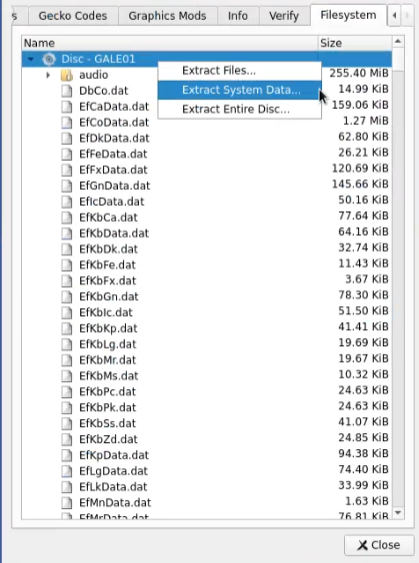 s Gecko Codes Graphics Mods Info Verify Filesystem
Name Size
Disc - GALE01
audio 255.40 MiB
DbCo.dat 14.99 KiB
EfCaData.dat 159.06 KiB
EfCoData.dat 1.27 MiB
EfDkData.dat 62.80 KiB
EfFeData.dat 26.21 KiB
EfFxData.dat 120.69 KiB
EfGnData.dat 145.66 KiB
EfIcData.dat 50.16 KiB
EfKbCa.dat 77.64 KiB
EfKbData.dat 64.16 KiB
EfKbDk.dat 32.74 KiB
EfKbFe.dat 11.43 KiB
EfKbFx.dat 3.67 KiB
EfKbGn.dat 78.30 KiB
EfKbIc.dat 51.50 KiB
EfKbKp.dat 41.41 KiB
EfKbLg.dat 19.69 KiB
EfKbMr.dat 19.67 KiB
EfKbMs.dat 10.32 KiB
EfKbPc.dat 24.63 KiB
EfKbPk.dat 24.63 KiB
EfKbSs.dat 41.07 KiB
EfKbZd.dat 24.85 KiB
EfKpData.dat 94.38 KiB
EfLgData.dat 74.40 KiB
EfLkData.dat 33.99 KiB
EfMnData.dat 1.63 KiB
EfMrData.dat 76.81 KiB
Extract Files...
Extract System Data...
Extract Entire Disc...
Close